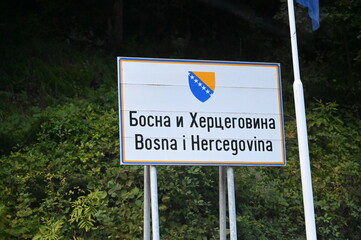 Босна и Херцеговина
Bosna i Hercegovina